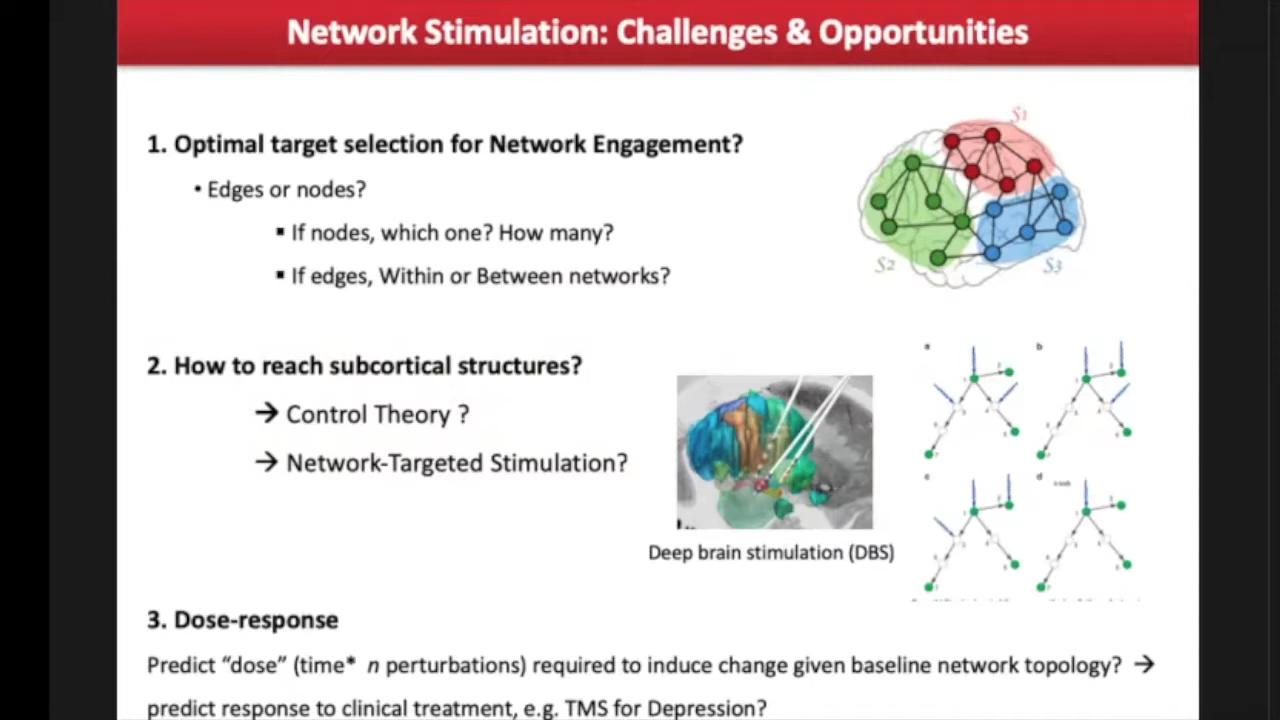 Network Stimulation: Challenges & Opportunities
1. Optimal target selection for Network Engagement?
• Edges or nodes?
▪ If nodes, which one? How many?
▪ If edges, Within or Between networks?
S1
S2
S3
2. How to reach subcortical structures?
→ Control Theory ?
→ Network-Targeted Stimulation?
Deep brain stimulation (DBS)
a
b
c
d
3. Dose-response
Predict “dose” (time* n perturbations) required to induce change given baseline network topology? →
predict response to clinical treatment, e.g. TMS for Depression?